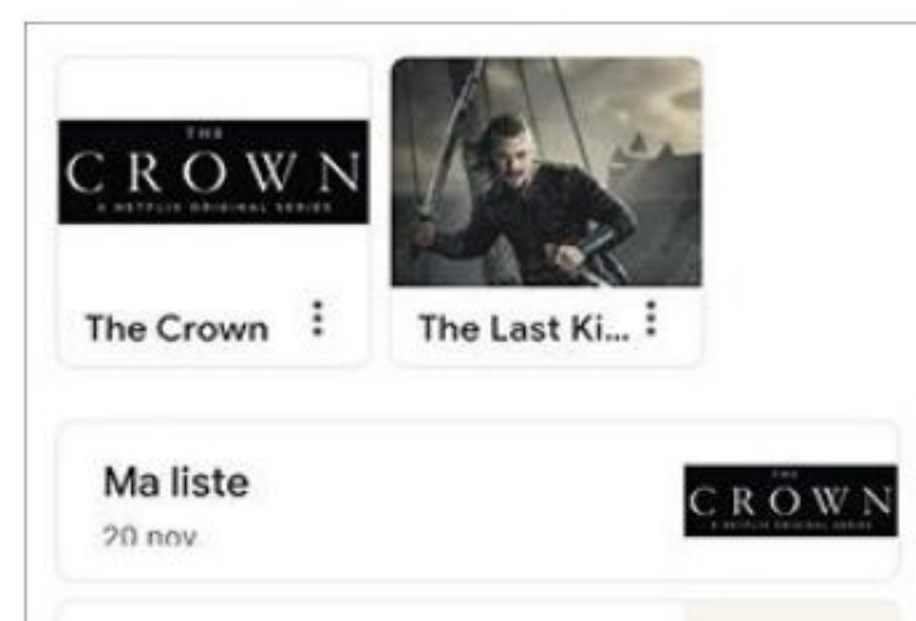 THE
CROWN
A NETFLIX ORIGINAL SERIES
The Crown
The Last Ki...
Ma liste
20 nov.
THE
CROWN
A NETFLIX ORIGINAL SERIES